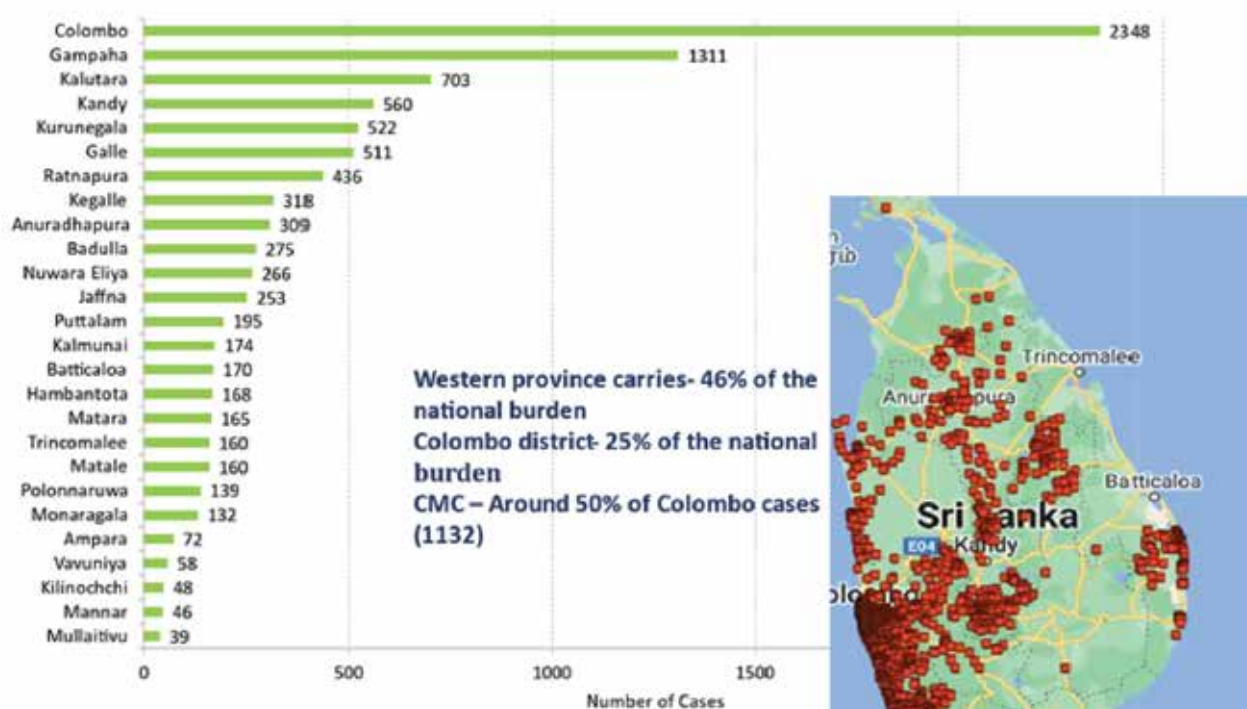 Colombo 2348
Gampaha 1311
Kalutara 703
Kandy 560
Kurunegala 522
Galle 511
Ratnapura 436
Kegalle 318
Anuradhapura 309
Badulla 275
Nuwara Eliya 266
Jaffna 253
Puttalam 195
Kalmunai 174
Batticaloa 170
Hambantota 168
Matara 165
Trincomalee 160
Matale 160
Polonnaruwa 139
Monaragala 132
Ampara 72
Vavuniya 58
Kilinochchi 48
Mannar 46
Mullaitivu 39
0 500 1000 1500
Number of Cases
Western province carries- 46% of the
national burden
Colombo district- 25% of the national
burden
CMC – Around 50% of Colombo cases
(1132)
Trincomalee
Batticaloa
Sri
E04 Kandy